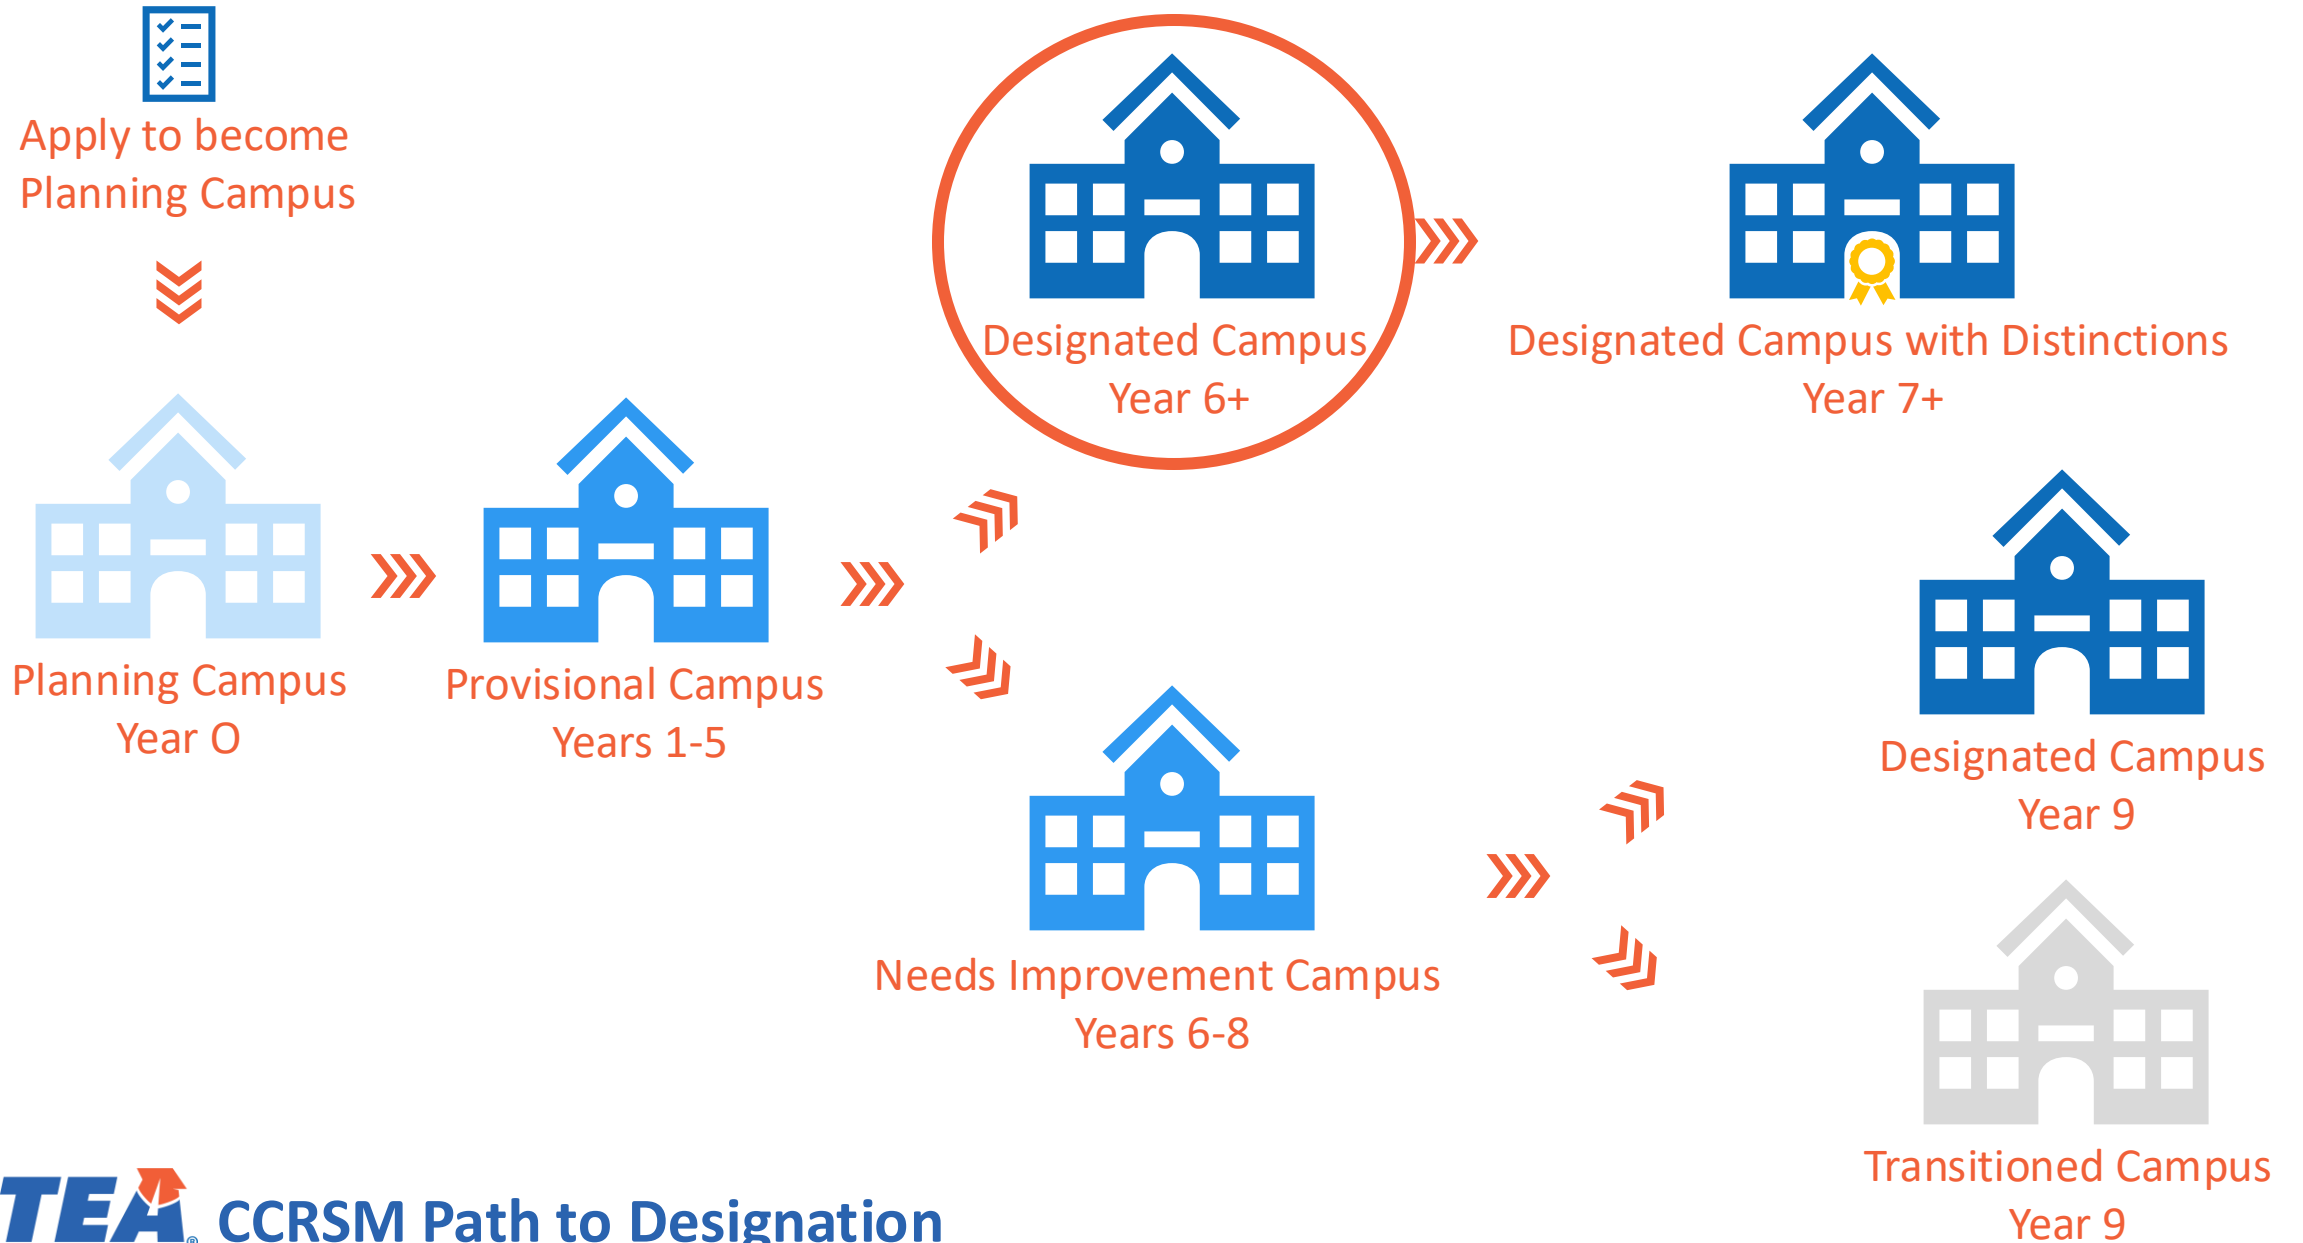 Apply to become
Planning Campus
Planning Campus
Year O
Provisional Campus
Years 1-5
Designated Campus
Year 6+
Designated Campus with Distinctions
Year 7+
Needs Improvement Campus
Years 6-8
Designated Campus
Year 9
Transitioned Campus
Year 9
TEA®
CCRSM Path to Designation